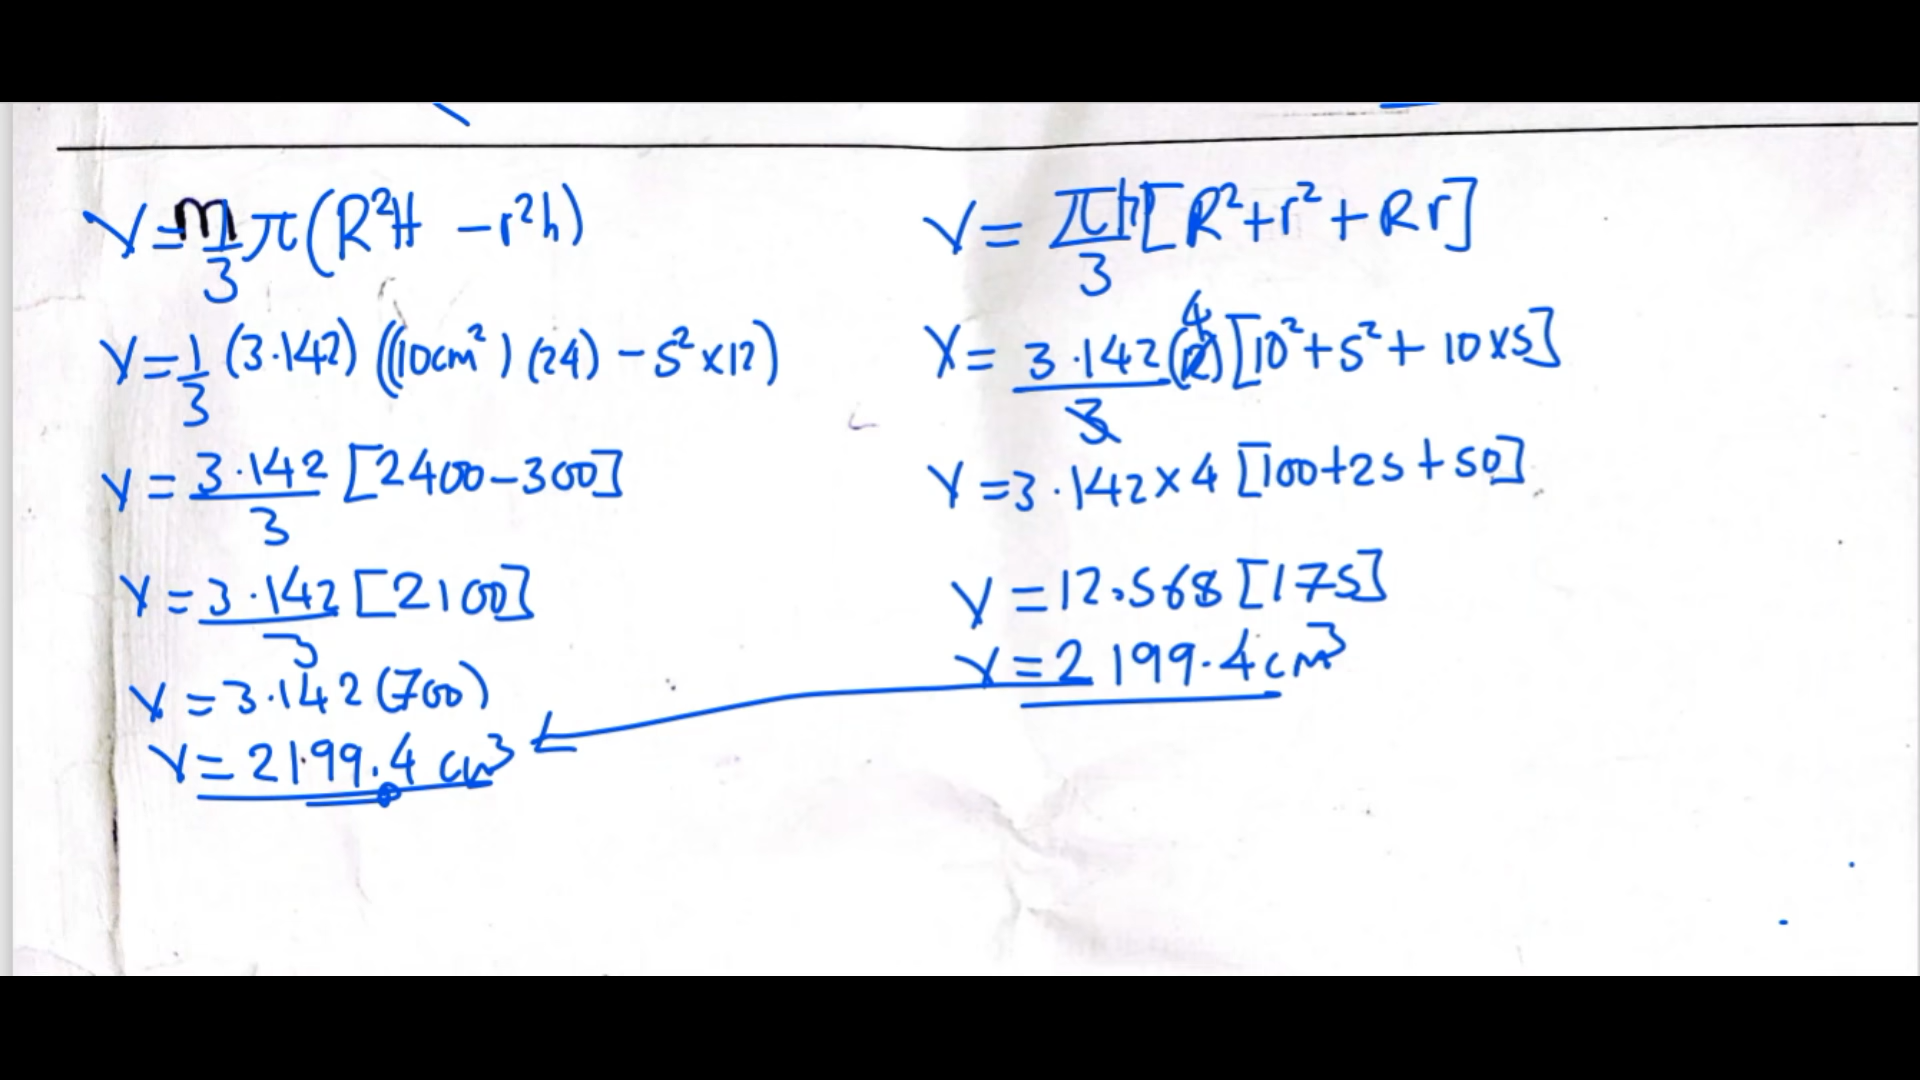 V = 1/3 π(R²H - r²h)
V = 1/3 (3.142) ((10cm²) (24) - 5² x 12)
V = 3.142/3 [2400 - 300]
V = 3.142/3 [2100]
V = 3.142 (700)
V = 2199.4 cm³
V = πH/3 [R² + r² + Rr]
V = 3.142(12)/3 4 [10² + 5² + 10 x 5]
V = 3.142 x 4 [100 + 25 + 50]
V = 12.568 [175]
V = 2199.4 cm³